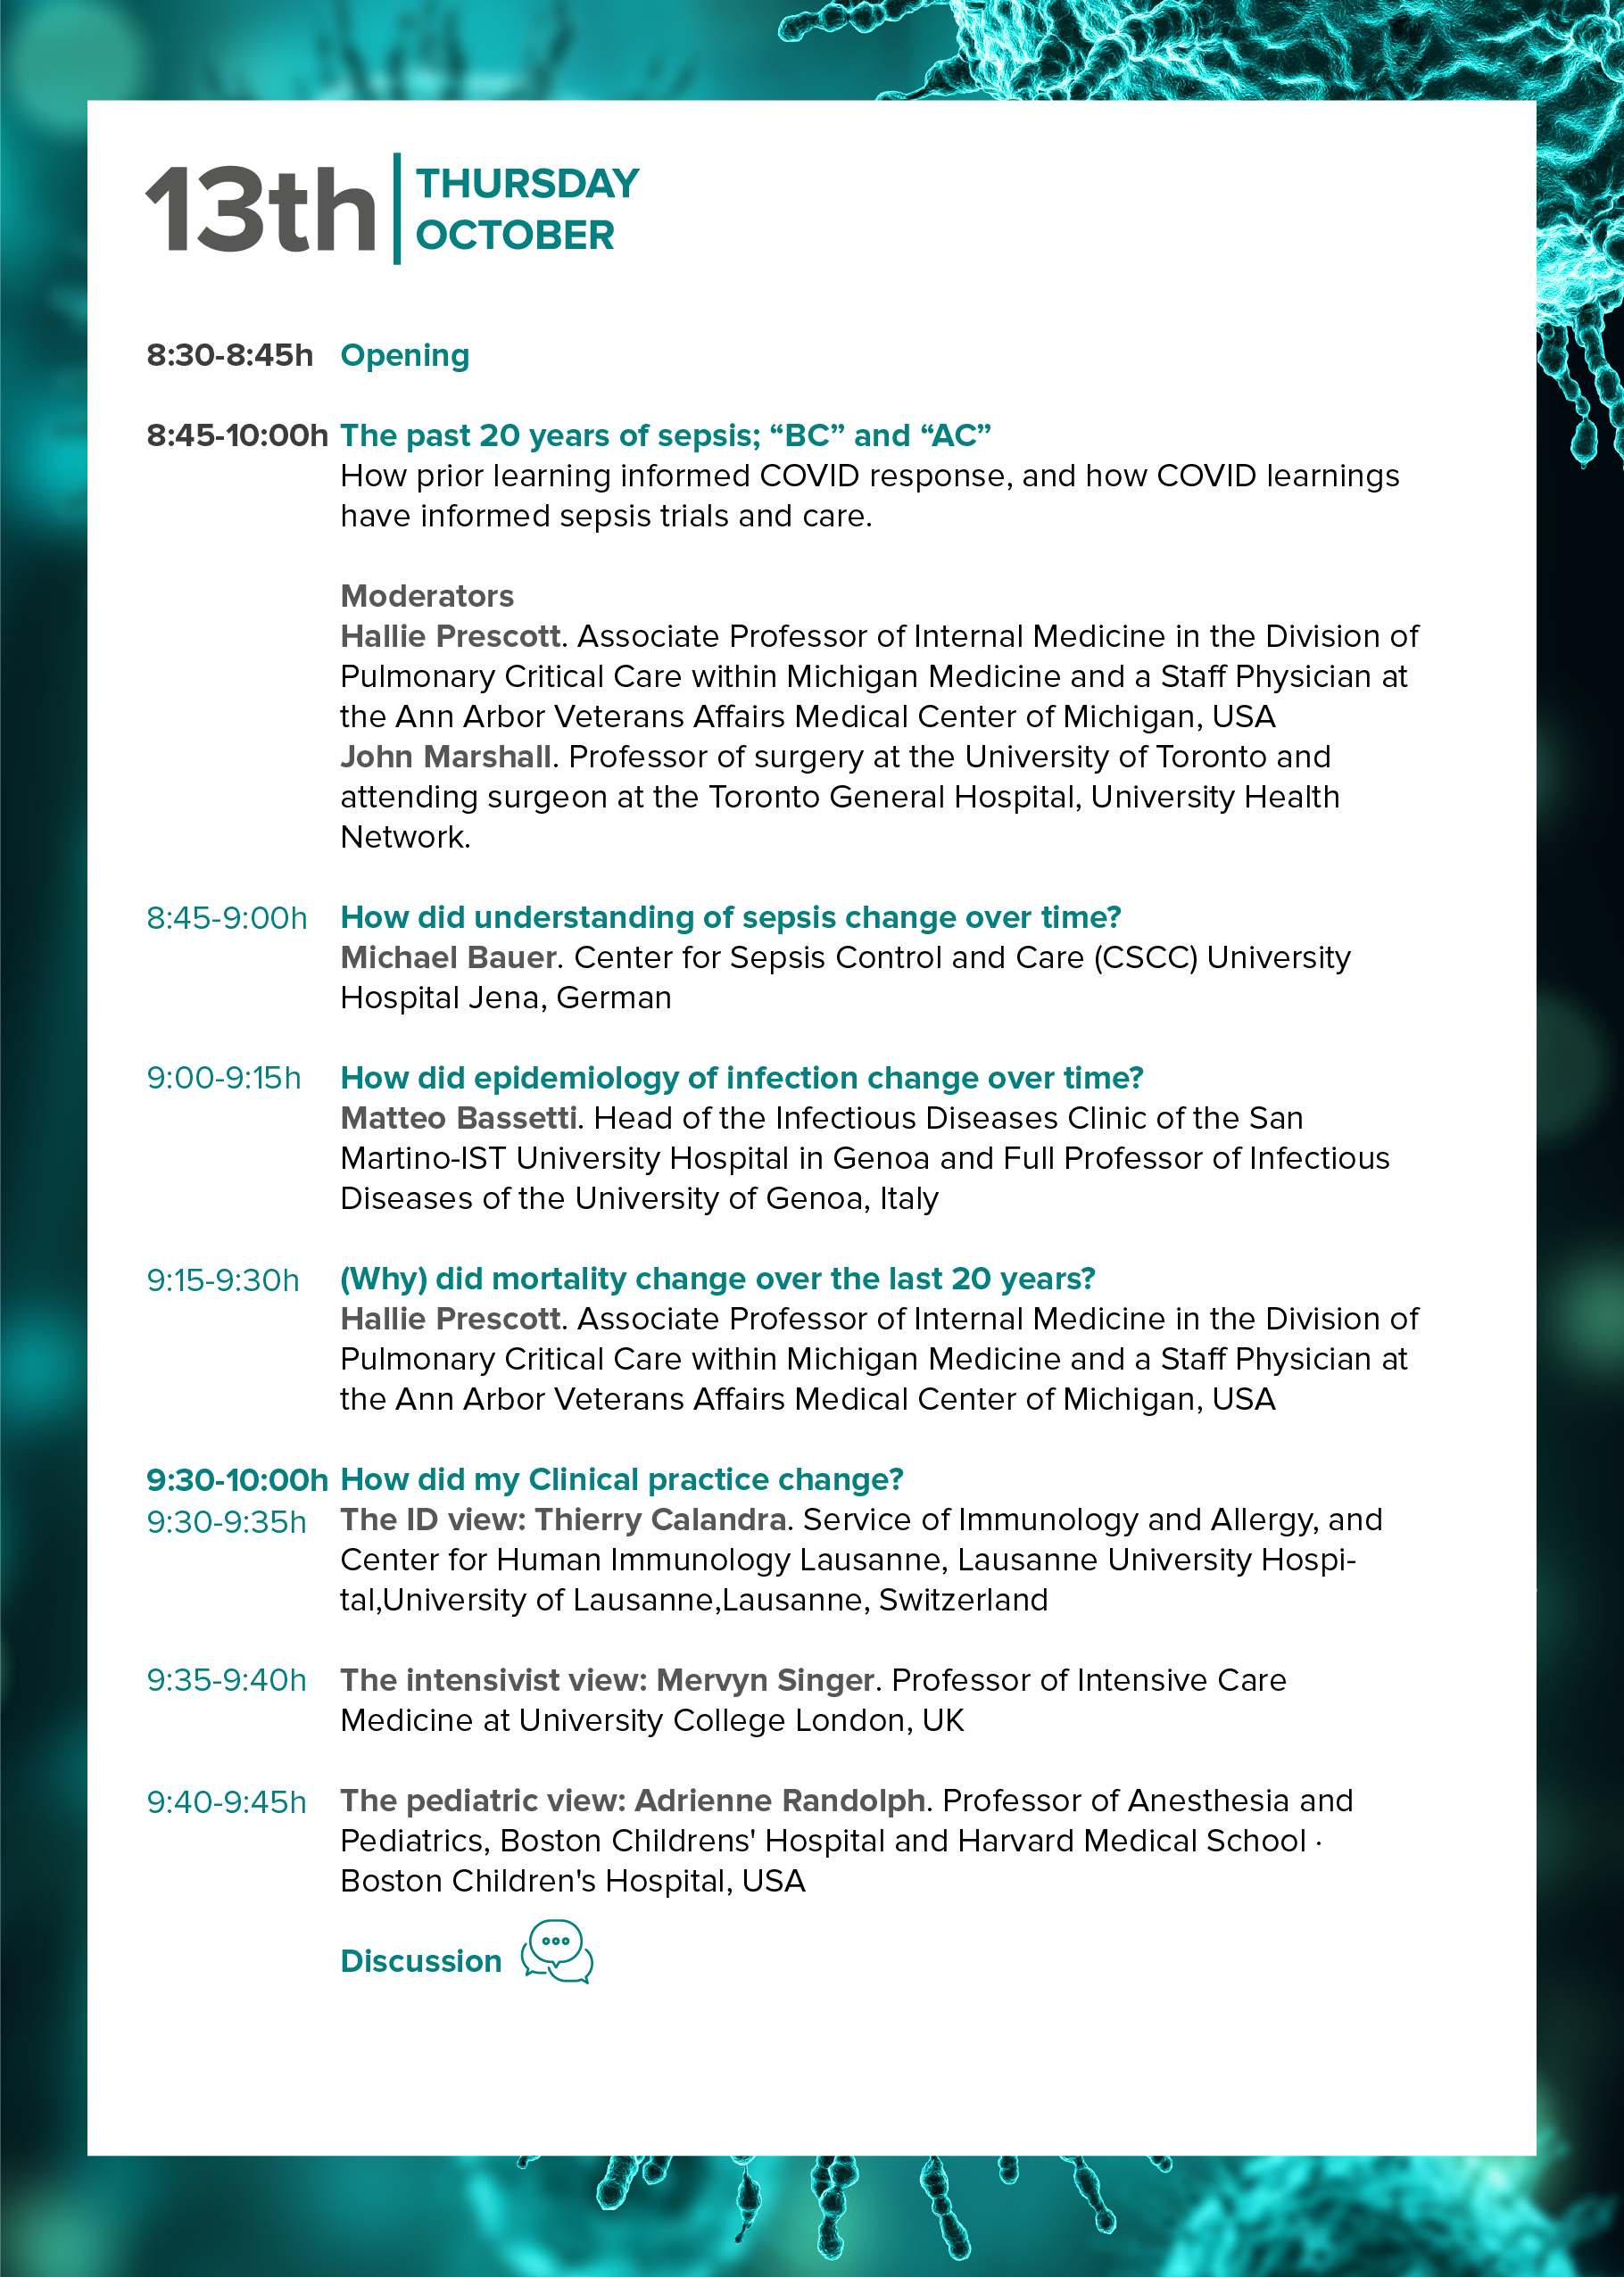 13th
THURSDAY
OCTOBER
8:30-8:45h Opening
8:45-10:00h The past 20 years of sepsis; “BC” and “AC”
How prior learning informed COVID response, and how COVID learnings
have informed sepsis trials and care.
Moderators
Hallie Prescott. Associate Professor of Internal Medicine in the Division of
Pulmonary Critical Care within Michigan Medicine and a Staff Physician at
the Ann Arbor Veterans Affairs Medical Center of Michigan, USA
John Marshall. Professor of surgery at the University of Toronto and
attending surgeon at the Toronto General Hospital, University Health
Network.
8:45-9:00h How did understanding of sepsis change over time?
Michael Bauer. Center for Sepsis Control and Care (CSCC) University
Hospital Jena, German
9:00-9:15h How did epidemiology of infection change over time?
Matteo Bassetti. Head of the Infectious Diseases Clinic of the San
Martino-IST University Hospital in Genoa and Full Professor of Infectious
Diseases of the University of Genoa, Italy
9:15-9:30h (Why) did mortality change over the last 20 years?
Hallie Prescott. Associate Professor of Internal Medicine in the Division of
Pulmonary Critical Care within Michigan Medicine and a Staff Physician at
the Ann Arbor Veterans Affairs Medical Center of Michigan, USA
9:30-10:00h How did my Clinical practice change?
9:30-9:35h The ID view: Thierry Calandra. Service of Immunology and Allergy, and
Center for Human Immunology Lausanne, Lausanne University Hospi-
tal,University of Lausanne,Lausanne, Switzerland
9:35-9:40h The intensivist view: Mervyn Singer. Professor of Intensive Care
Medicine at University College London, UK
9:40-9:45h The pediatric view: Adrienne Randolph. Professor of Anesthesia and
Pediatrics, Boston Childrens' Hospital and Harvard Medical School ·
Boston Children's Hospital, USA
Discussion